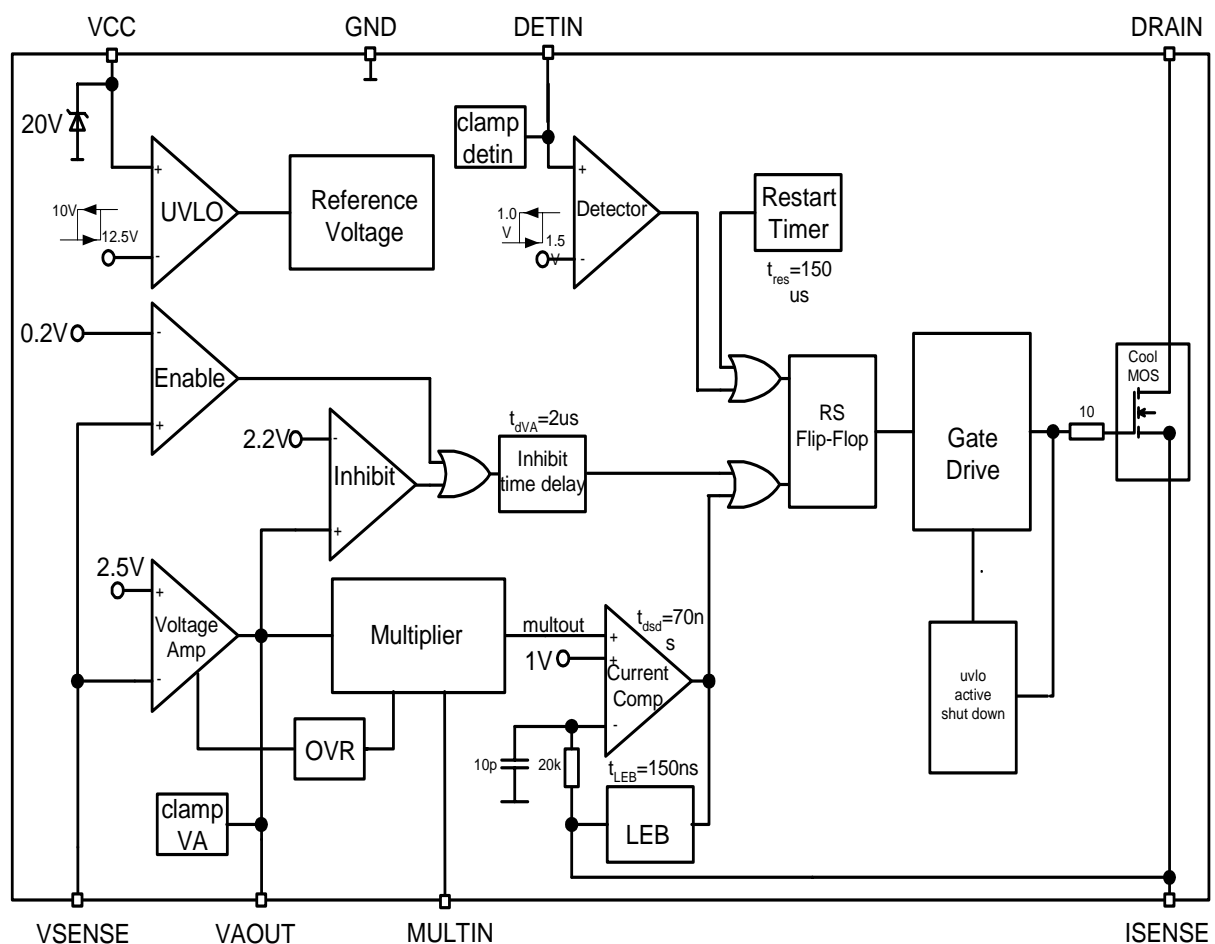 VCC
GND
DETIN
DRAIN
20V
clamp
detin
+
+
UVLO
Reference
Voltage
Detector
Restart
Timer
10V
12.5V
-
1.0
V
1.5
V
-
t_res=150
us
0.2V
-
Enable
+
Cool
MOS
RS
Flip-Flop
10
Gate
Drive
t_dVA=2us
2.2V
-
Inhibit
+
Inhibit
time delay
2.5V
+
Voltage
Amp
-
Multiplier
multout
+
1V
+
t_dsd=70n
s
Current
Comp
-
.
uvlo
active
shut down
OVR
10p
20k
t_LEB=150ns
LEB
clamp
VA
VSENSE
VAOUT
MULTIN
ISENSE